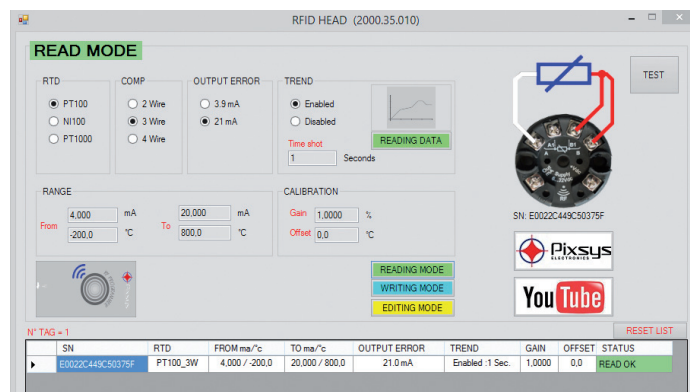 RFID HEAD (2000.35.010)
READ MODE
RTD
PT100
NI100
PT1000
COMP
2 Wire
3 Wire
4 Wire
OUTPUT ERROR
3.9 mA
21 mA
TREND
Enabled
Disabled
Time shot
1 Seconds
READING DATA
TEST
RANGE
From
4,000 mA
-200,0 °C
To
20,000 mA
800,0 °C
CALIBRATION
Gain 1,0000 %
Offset 0,0 °C
A1 B1
A B
RF
SN: E0022C449C50375F
Pixsys
ELECTRONICS
YouTube
READING MODE
WRITING MODE
EDITING MODE
N° TAG = 1
RESET LIST
SN RTD FROM ma/°c TO ma/°c OUTPUT ERROR TREND GAIN OFFSET STATUS
E0022C449C50375F PT100_3W 4,000 / -200,0 20,000 / 800,0 21.0 mA Enabled :1 Sec. 1,0000 0,0 READ OK